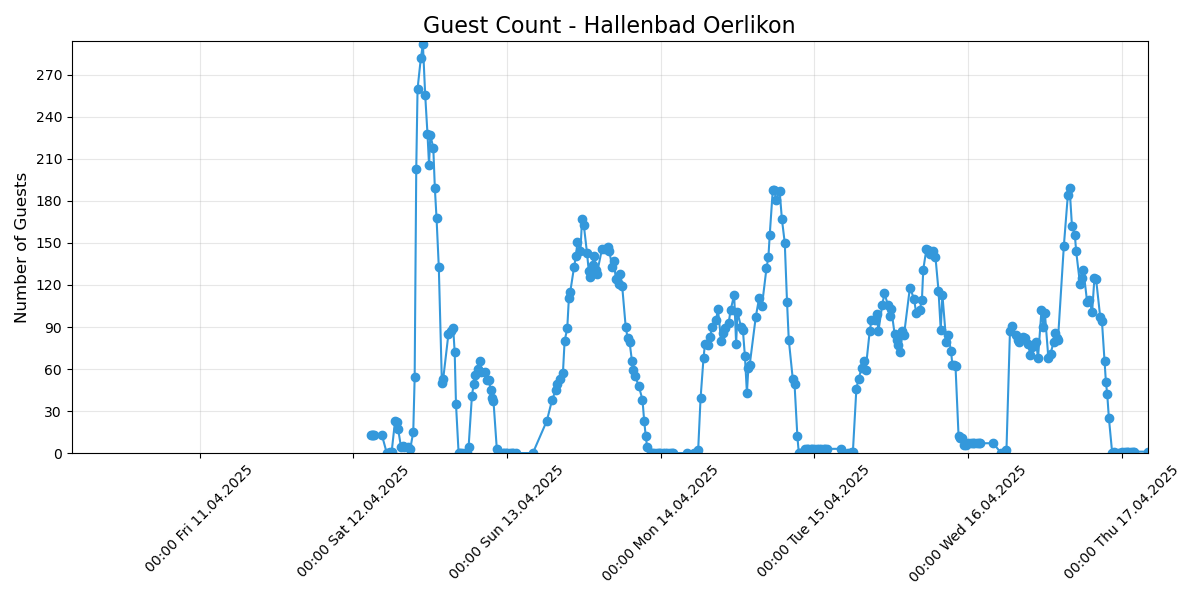 Guest Count - Hallenbad Oerlikon
Number of Guests
270
240
210
180
150
120
90
60
30
0
00:00 Fri 11.04.2025
00:00 Sat 12.04.2025
00:00 Sun 13.04.2025
00:00 Mon 14.04.2025
00:00 Tue 15.04.2025
00:00 Wed 16.04.2025
00:00 Thu 17.04.2025